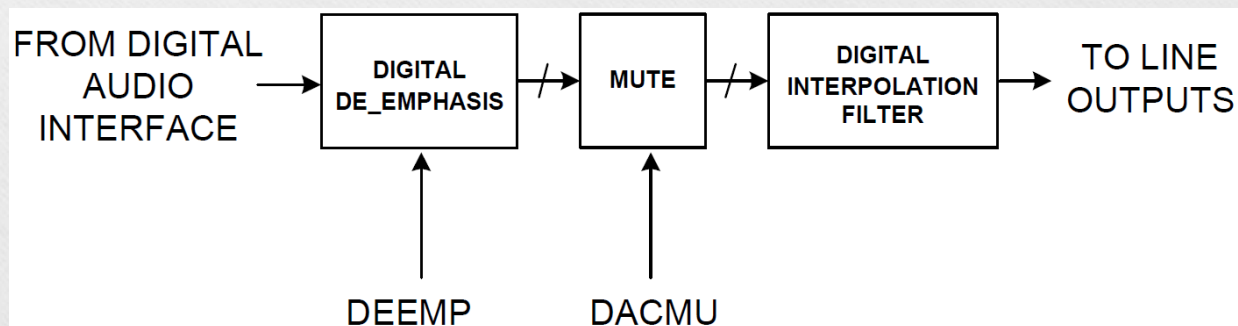 FROM DIGITAL
AUDIO
INTERFACE
DIGITAL
DE_EMPHASIS
MUTE
DIGITAL
INTERPOLATION
FILTER
TO LINE
OUTPUTS
DEEMP
DACMU